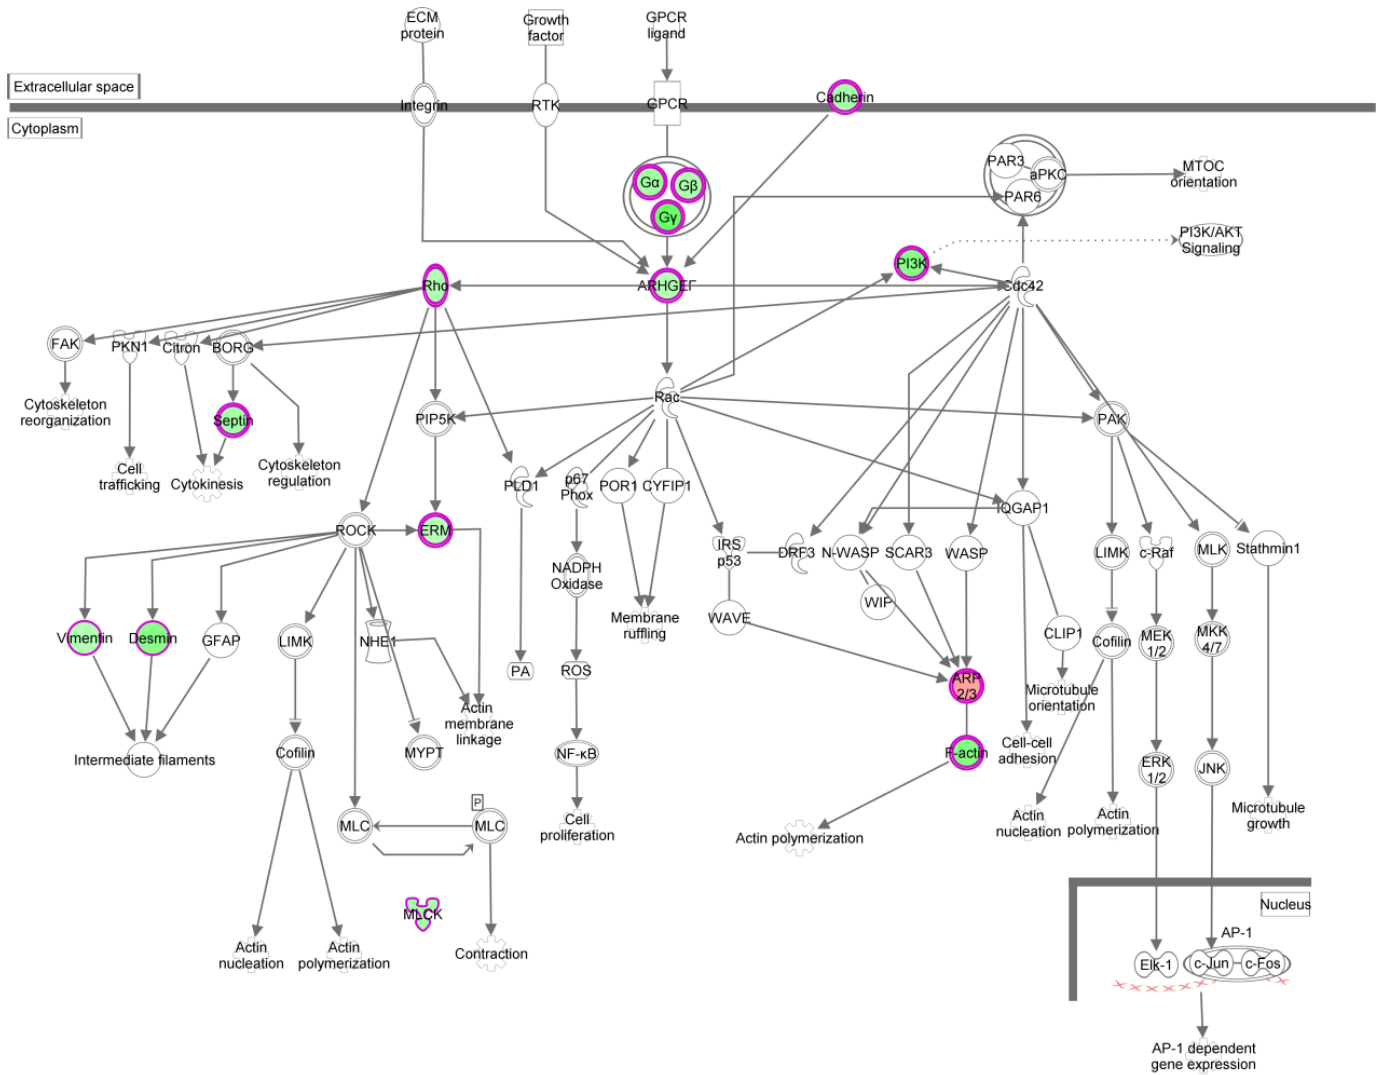 ECM
protein
Growth
factor
GPCR
ligand
Extracellular space
Integrin
RTK
GPCR
Cadherin
Cytoplasm
PAR3
aPKC
PAR6
MTOC
orientation
Gα
Gβ
Gγ
PI3K/AKT
Signaling
PI3K
Rho
ARHGEF
Cdc42
FAK
PKN1
Citron
BORG
Rac
Cytoskeleton
reorganization
Septin
PIP5K
PAK
Cell
trafficking
Cytokinesis
Cytoskeleton
regulation
PLD1
p67
Phox
POR1
CYFIP1
IQGAP1
ROCK
ERM
IRS
p53
DRF3
N-WASP
SCAR3
WASP
LIMK
c-Raf
MLK
Stathmin1
NADPH
Oxidase
WIP
Vimentin
Desmin
GFAP
LIMK
NHE1
Membrane
ruffling
WAVE
CLIP1
Cofilin
MEK
1/2
MKK
4/7
PA
ROS
ARP
2/3
Microtubule
orientation
Actin
membrane
linkage
Intermediate filaments
Cofilin
MYPT
NF-κB
F-actin
Cell-cell
adhesion
ERK
1/2
JNK
P
MLC
MLC
Cell
proliferation
Actin polymerization
Actin
nucleation
Actin
polymerization
Microtubule
growth
MLCK
Nucleus
Actin
nucleation
Actin
polymerization
Contraction
AP-1
Elk-1
c-Jun
c-Fos
AP-1 dependent
gene expression